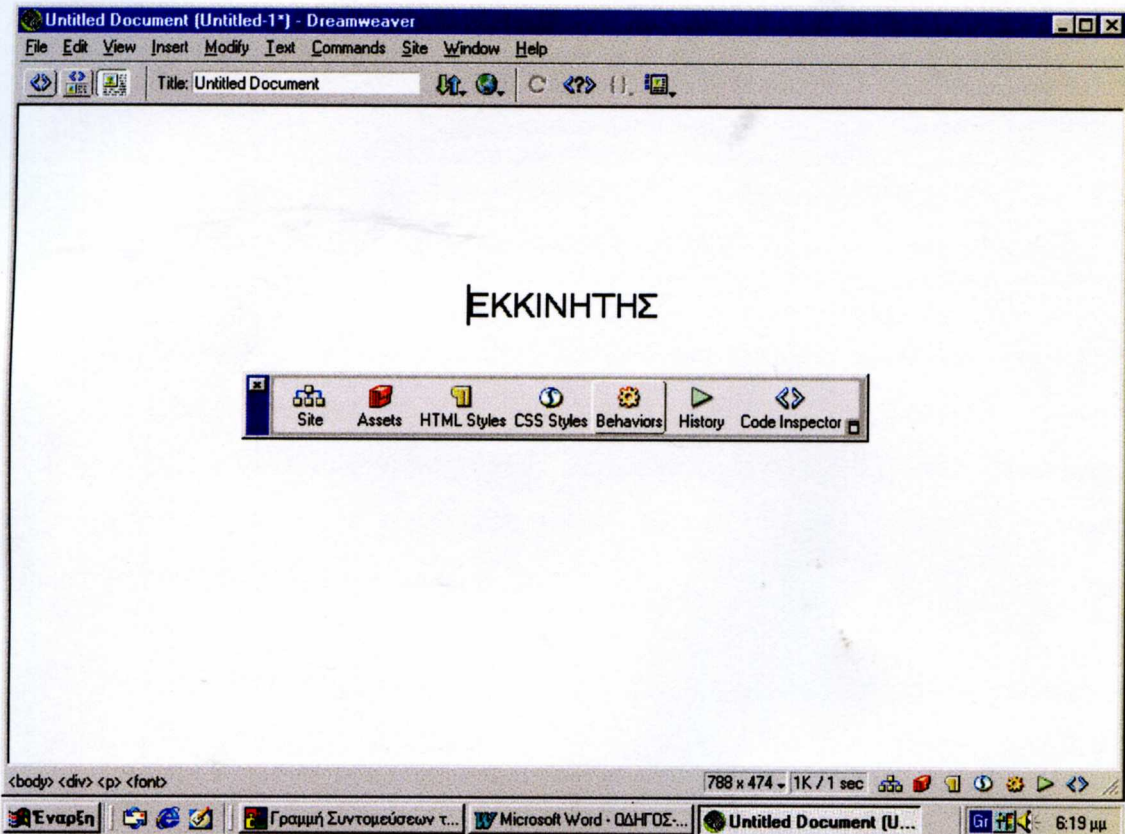 Untitled Document (Untitled-1*) - Dreamweaver
File Edit View Insert Modify Text Commands Site Window Help
Title: Untitled Document
ΕΚΚΙΝΗΤΗΣ
Site Assets HTML Styles CSS Styles Behaviors History Code Inspector
<body> <div> <p> <font> 788 x 474 1K / 1 sec
Έναρξη Γραμμή Συντομεύσεων τ... Microsoft Word - ΟΔΗΓΟΣ-... Untitled Document (U... Gr 6:19 μμ